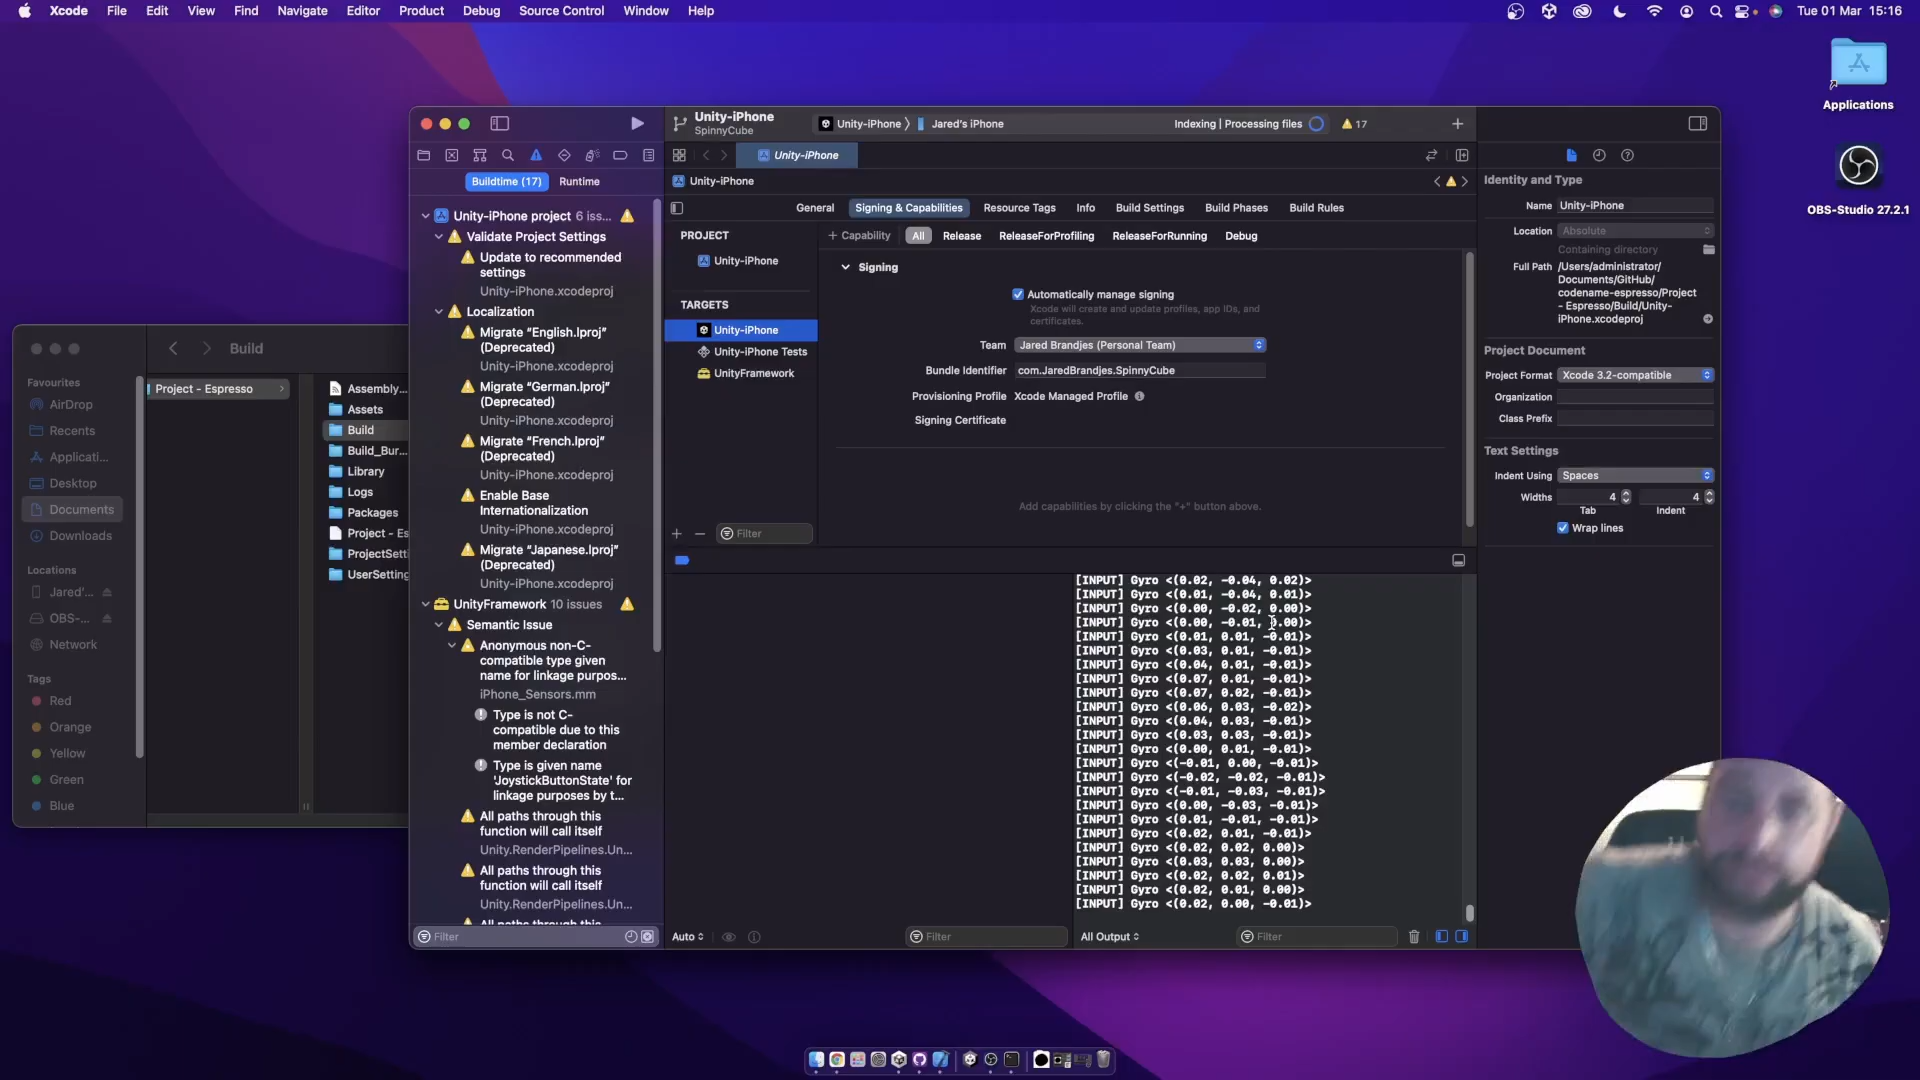 Xcode File Edit View Find Navigate Editor Product Debug Source Control Window Help
Tue 01 Mar 15:16
Applications
OBS-Studio 27.2.1
Build
Favourites
AirDrop
Recents
Applicati...
Desktop
Documents
Downloads
Locations
Jared'...
OBS-...
Network
Tags
Red
Orange
Yellow
Green
Blue
Project - Espresso
Assembly...
Assets
Build
Build_Bur...
Library
Logs
Packages
Project - Es
ProjectSetti
UserSetting
Buildtime (17) Runtime
Unity-iPhone project 6 iss...
Validate Project Settings
Update to recommended
settings
Unity-iPhone.xcodeproj
Localization
Migrate “English.lproj”
(Deprecated)
Unity-iPhone.xcodeproj
Migrate “German.lproj”
(Deprecated)
Unity-iPhone.xcodeproj
Migrate “French.lproj”
(Deprecated)
Unity-iPhone.xcodeproj
Enable Base
Internationalization
Unity-iPhone.xcodeproj
Migrate “Japanese.lproj”
(Deprecated)
Unity-iPhone.xcodeproj
UnityFramework 10 issues
Semantic Issue
Anonymous non-C-
compatible type given
name for linkage purpos...
iPhone_Sensors.mm
Type is not C-
compatible due to this
member declaration
Type is given name
'JoystickButtonState' for
linkage purposes by t...
All paths through this
function will call itself
Unity.RenderPipelines.Un...
All paths through this
function will call itself
Unity.RenderPipelines.Un...
All paths through this
Filter
Unity-iPhone
SpinnyCube
Unity-iPhone
Jared's iPhone
Indexing | Processing files
17
Unity-iPhone
Unity-iPhone
General Signing & Capabilities Resource Tags Info Build Settings Build Phases Build Rules
PROJECT
Unity-iPhone
TARGETS
Unity-iPhone
Unity-iPhone Tests
UnityFramework
Filter
+ Capability All Release ReleaseForProfiling ReleaseForRunning Debug
Signing
Automatically manage signing
Xcode will create and update profiles, app IDs, and
certificates.
Team Jared Brandjes (Personal Team)
Bundle Identifier com.JaredBrandjes.SpinnyCube
Provisioning Profile Xcode Managed Profile
Signing Certificate
Add capabilities by clicking the "+" button above.
[INPUT] Gyro <(0.02, -0.04, 0.02)>
[INPUT] Gyro <(0.01, -0.04, 0.01)>
[INPUT] Gyro <(0.00, -0.02, 0.00)>
[INPUT] Gyro <(0.00, -0.01, 0.00)>
[INPUT] Gyro <(0.01, 0.01, -0.01)>
[INPUT] Gyro <(0.03, 0.01, -0.01)>
[INPUT] Gyro <(0.04, 0.01, -0.01)>
[INPUT] Gyro <(0.07, 0.01, -0.01)>
[INPUT] Gyro <(0.07, 0.02, -0.01)>
[INPUT] Gyro <(0.06, 0.03, -0.02)>
[INPUT] Gyro <(0.04, 0.03, -0.01)>
[INPUT] Gyro <(0.03, 0.03, -0.01)>
[INPUT] Gyro <(0.00, 0.01, -0.01)>
[INPUT] Gyro <(-0.01, 0.00, -0.01)>
[INPUT] Gyro <(-0.02, -0.02, -0.01)>
[INPUT] Gyro <(-0.01, -0.03, -0.01)>
[INPUT] Gyro <(0.00, -0.03, -0.01)>
[INPUT] Gyro <(0.01, -0.01, -0.01)>
[INPUT] Gyro <(0.02, 0.01, -0.01)>
[INPUT] Gyro <(0.02, 0.02, 0.00)>
[INPUT] Gyro <(0.03, 0.03, 0.00)>
[INPUT] Gyro <(0.02, 0.02, 0.01)>
[INPUT] Gyro <(0.02, 0.01, 0.00)>
[INPUT] Gyro <(0.02, 0.00, -0.01)>
Auto
Filter
All Output
Filter
Identity and Type
Name Unity-iPhone
Location Absolute
Containing directory
Full Path /Users/administrator/
Documents/GitHub/
codename-espresso/Project
- Espresso/Build/Unity-
iPhone.xcodeproj
Project Document
Project Format Xcode 3.2-compatible
Organization
Class Prefix
Text Settings
Indent Using Spaces
Widths 4 4
Tab Indent
Wrap lines